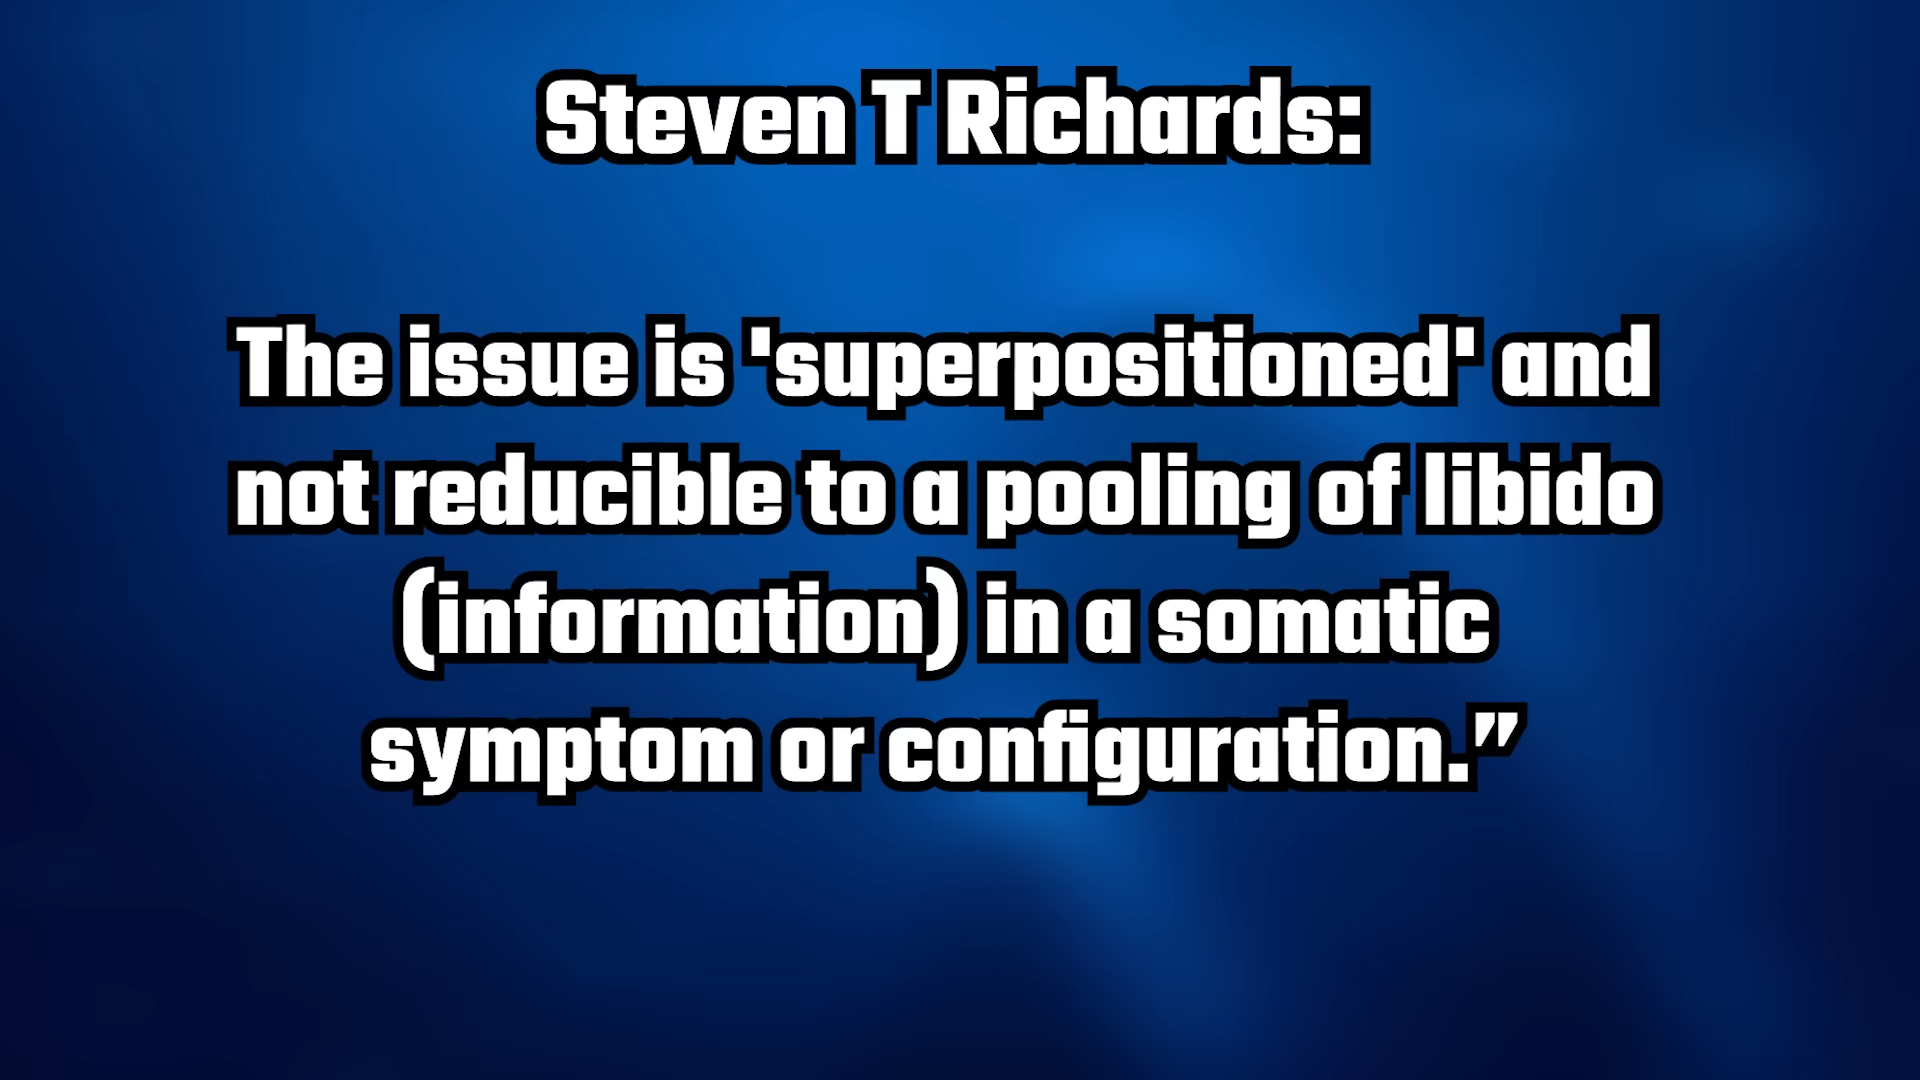 Steven T Richards:
The issue is 'superpositioned' and
not reducible to a pooling of libido
(information) in a somatic
symptom or configuration.”